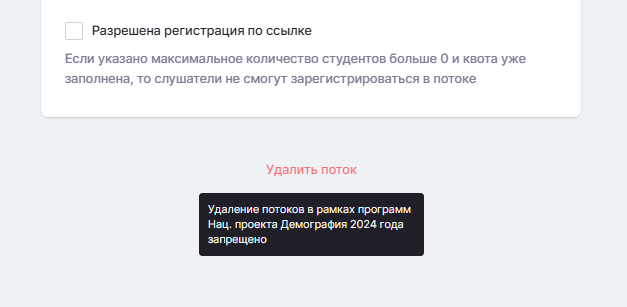 Разрешена регистрация по ссылке
Если указано максимальное количество студентов больше 0 и квота уже
заполнена, то слушатели не смогут зарегистрироваться в потоке
Удалить поток
Удаление потоков в рамках программ
Нац. проекта Демография 2024 года
запрещено